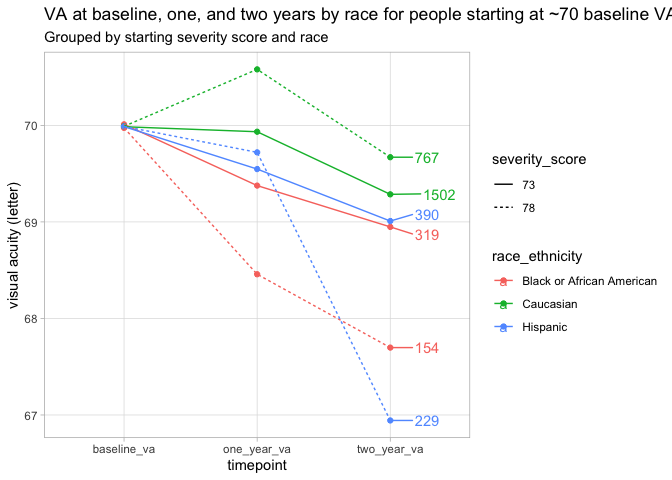 VA at baseline, one, and two years by race for people starting at ~70 baseline VA
Grouped by starting severity score and race
visual acuity (letter)
70
69
68
67
767
1502
390
319
154
229
baseline_va
one_year_va
two_year_va
timepoint
severity_score
73
78
race_ethnicity
a Black or African American
a Caucasian
a Hispanic